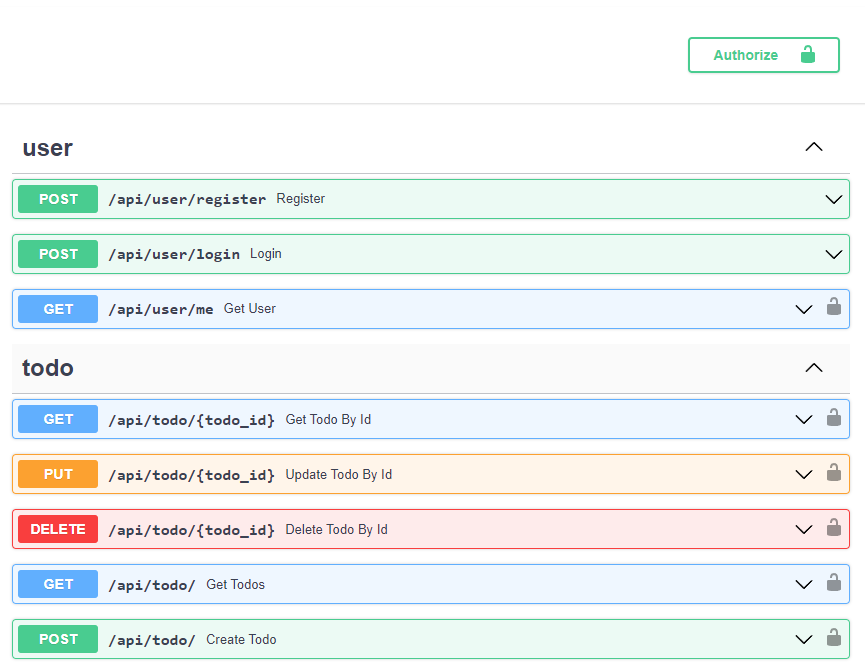 Authorize
user
POST /api/user/register Register
POST /api/user/login Login
GET /api/user/me Get User
todo
GET /api/todo/{todo_id} Get Todo By Id
PUT /api/todo/{todo_id} Update Todo By Id
DELETE /api/todo/{todo_id} Delete Todo By Id
GET /api/todo/ Get Todos
POST /api/todo/ Create Todo